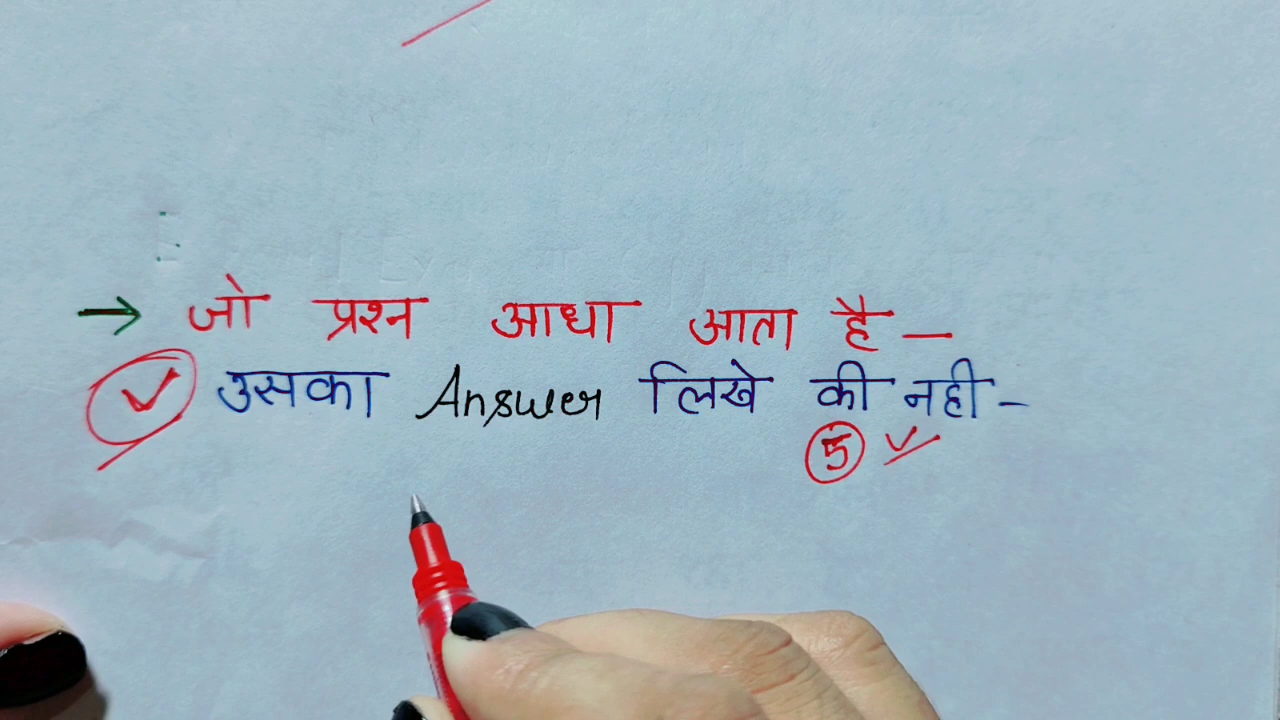 → जो प्रश्न आधा आता है –
✓ उसका Answer लिखे की नही –
5 ✓